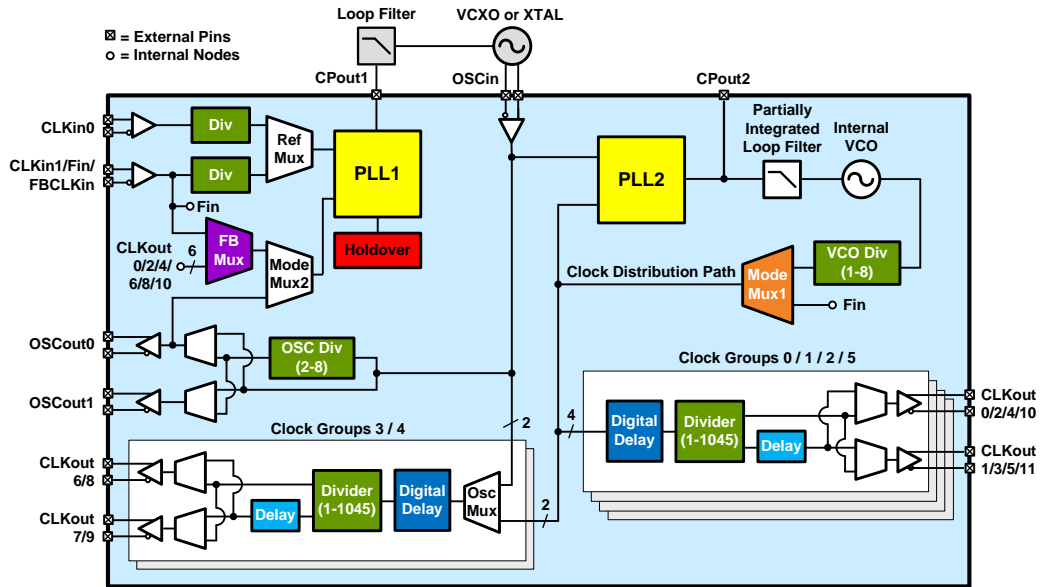 Loop Filter
VCXO or XTAL
= External Pins
= Internal Nodes
CPout1
OSCin
CPout2
CLKin0
Div
Ref
Mux
PLL1
Partially
Integrated
Loop Filter
Internal
VCO
PLL2
CLKin1/Fin/
FBCLKin
Div
Fin
CLKout
0/2/4/
6/8/10
6
FB
Mux
Mode
Mux2
Holdover
Clock Distribution Path
Mode
Mux1
VCO Div
(1-8)
Fin
OSCout0
OSC Div
(2-8)
OSCout1
Clock Groups 0 / 1 / 2 / 5
Clock Groups 3 / 4
2
4
Digital
Delay
Divider
(1-1045)
Delay
CLKout
0/2/4/10
CLKout
1/3/5/11
CLKout
6/8
CLKout
7/9
Delay
Divider
(1-1045)
Digital
Delay
Osc
Mux
2